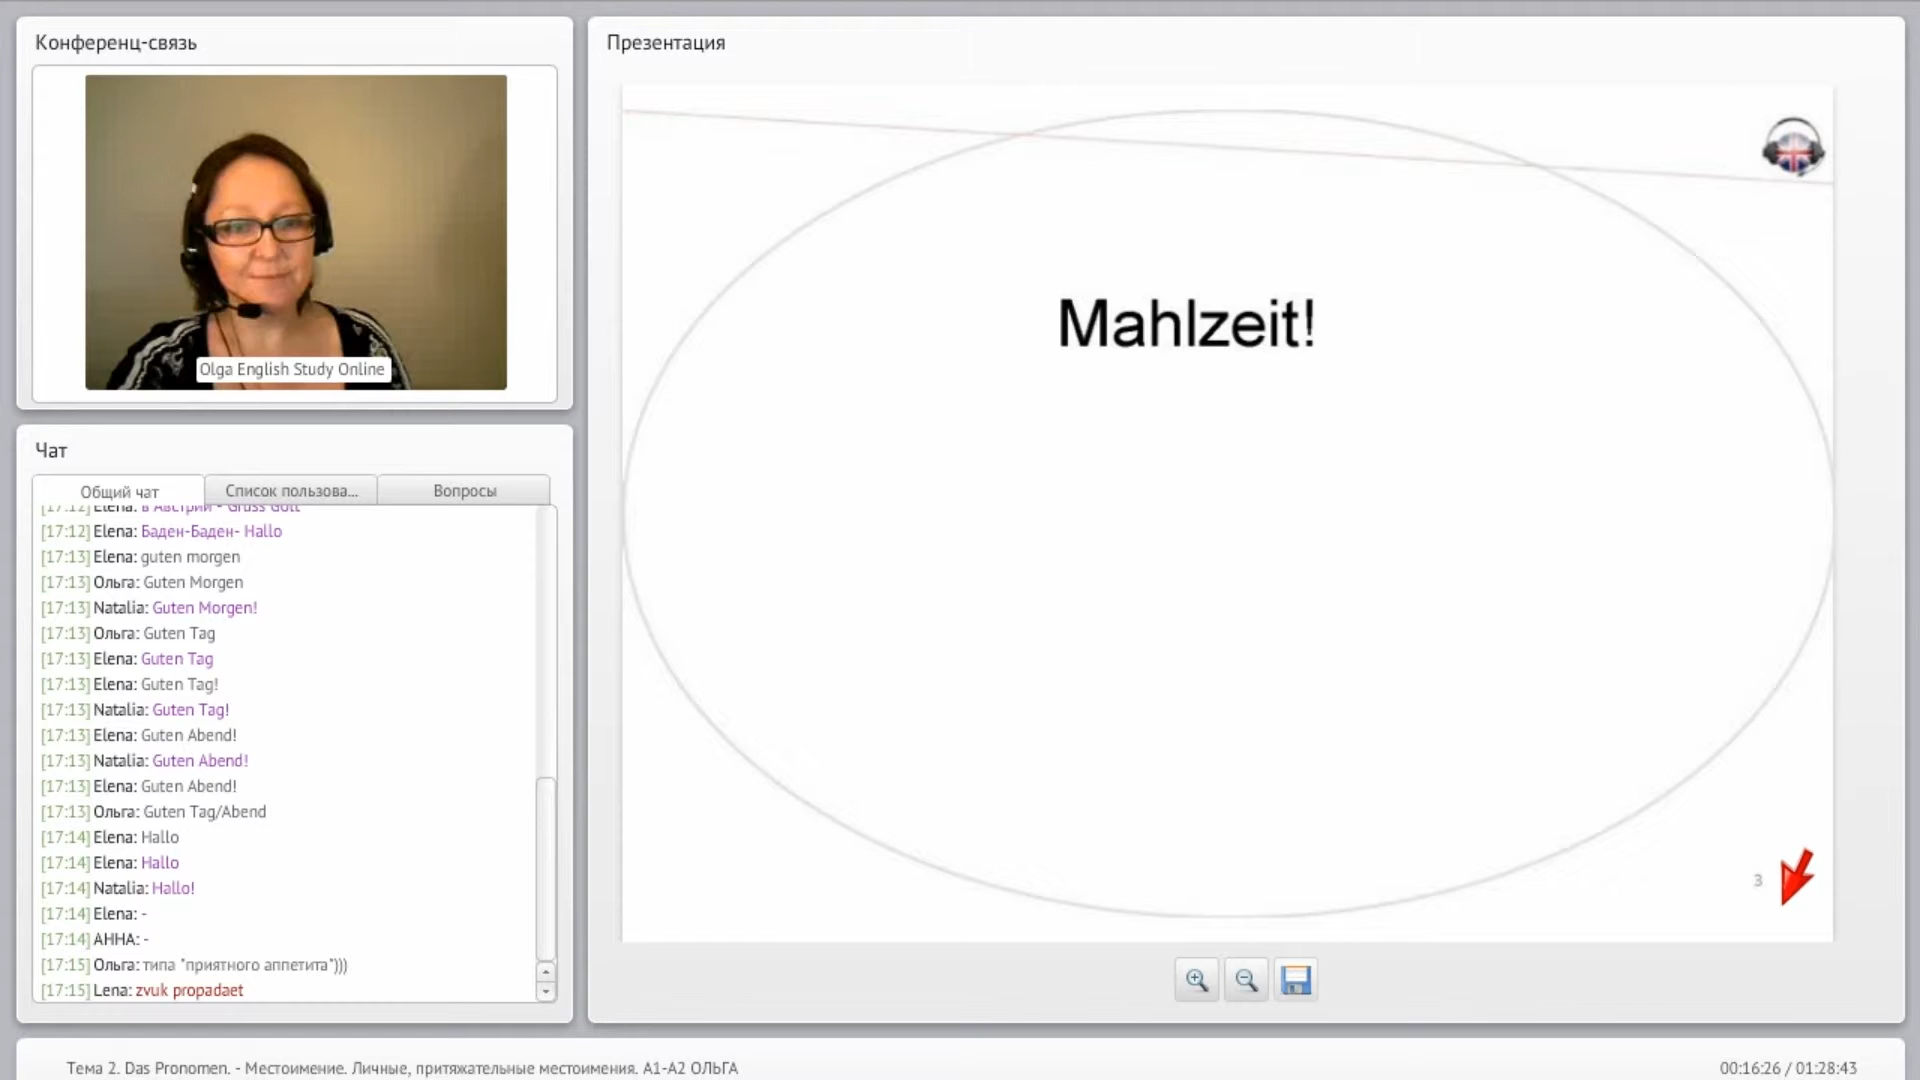 Конференц-связь
Olga English Study Online
Чат
Общий чат
Список пользова...
Вопросы
[17:12] Elena: в Австрии - Gruss Gott
[17:12] Elena: Баден-Баден- Hallo
[17:13] Elena: guten morgen
[17:13] Ольга: Guten Morgen
[17:13] Natalia: Guten Morgen!
[17:13] Ольга: Guten Tag
[17:13] Elena: Guten Tag
[17:13] Elena: Guten Tag!
[17:13] Natalia: Guten Tag!
[17:13] Elena: Guten Abend!
[17:13] Natalia: Guten Abend!
[17:13] Elena: Guten Abend!
[17:13] Ольга: Guten Tag/Abend
[17:14] Elena: Hallo
[17:14] Elena: Hallo
[17:14] Natalia: Hallo!
[17:14] Elena: -
[17:14] АННА: -
[17:15] Ольга: типа "приятного аппетита")))
[17:15] Lena: zvuk propadaet
Презентация
Mahlzeit!
3
Тема 2. Das Pronomen. - Местоимение. Личные, притяжательные местоимения. А1-А2 ОЛЬГА
00:16:26 / 01:28:43